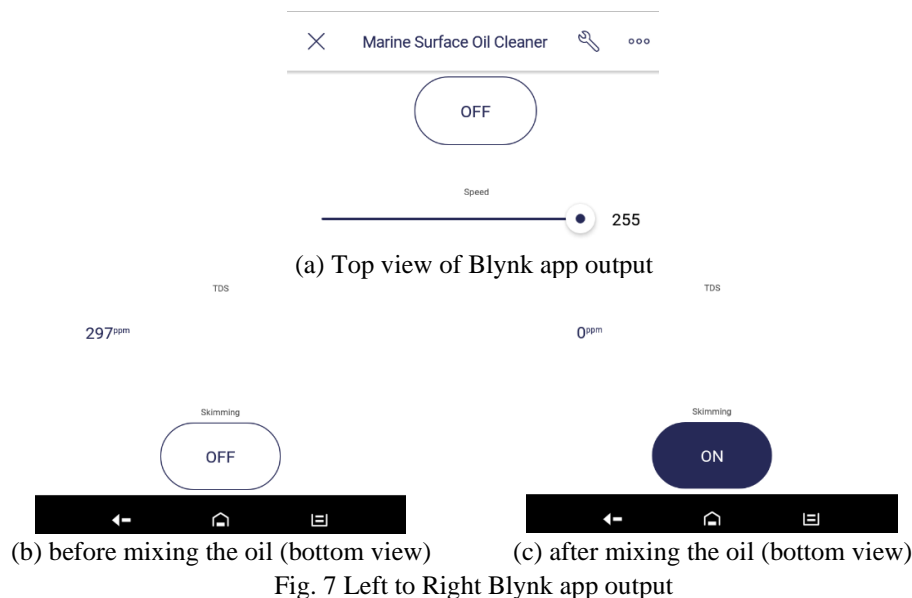 Marine Surface Oil Cleaner
OFF
Speed
255
(a) Top view of Blynk app output
TDS
297ppm
Skimming
OFF
(b) before mixing the oil (bottom view)
TDS
0ppm
Skimming
ON
(c) after mixing the oil (bottom view)
Fig. 7 Left to Right Blynk app output